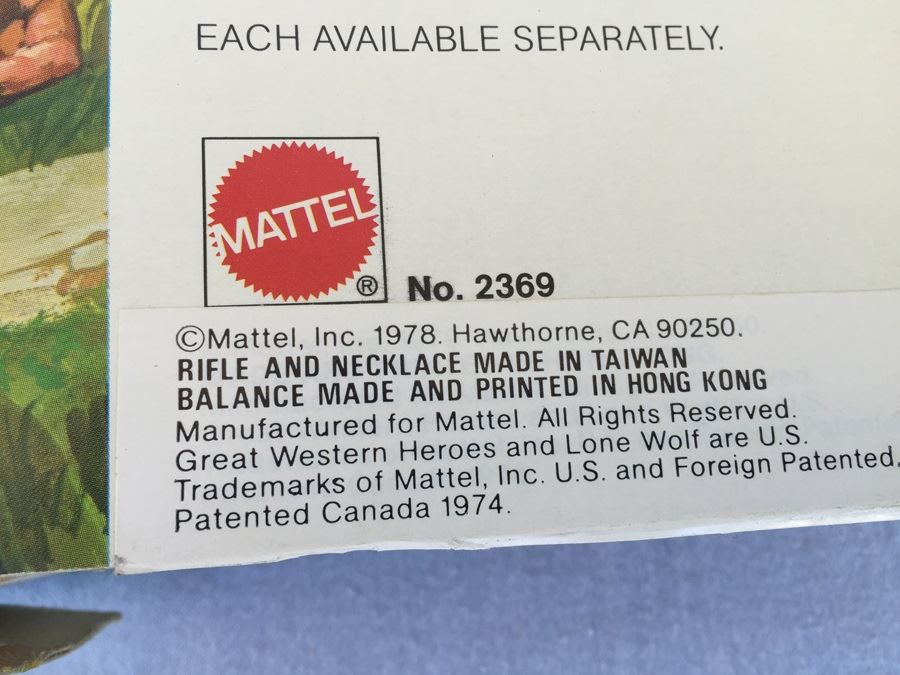 EACH AVAILABLE SEPARATELY.
MATTEL
®
No. 2369
©Mattel, Inc. 1978. Hawthorne, CA 90250.
RIFLE AND NECKLACE MADE IN TAIWAN
BALANCE MADE AND PRINTED IN HONG KONG
Manufactured for Mattel. All Rights Reserved.
Great Western Heroes and Lone Wolf are U.S.
Trademarks of Mattel, Inc. U.S. and Foreign Patented.
Patented Canada 1974.